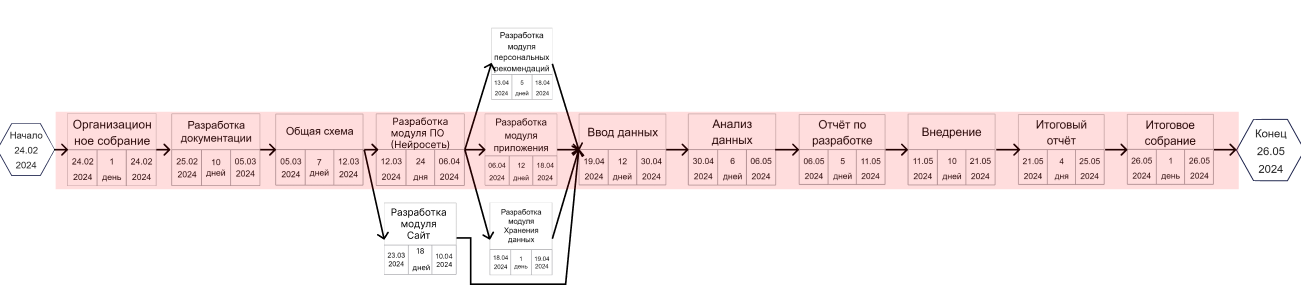 Начало
24.02
2024
Организацион
ное собрание
24.02 1 24.02
2024 день 2024
Разработка
документации
25.02 10 05.03
2024 дней 2024
Общая схема
05.03 7 12.03
2024 дней 2024
Разработка
модуля ПО
(Нейросеть)
12.03 24 06.04
2024 дня 2024
Разработка
модуля
Сайт
23.03 18 10.04
2024 дней 2024
Разработка
модуля
персональных
рекомендаций
13.04 5 18.04
2024 дней 2024
Разработка
модуля
приложения
06.04 12 18.04
2024 дней 2024
Разработка
модуля
Хранения
данных
18.04 1 19.04
2024 день 2024
Ввод данных
19.04 12 30.04
2024 дней 2024
Анализ
данных
30.04 6 06.05
2024 дней 2024
Отчёт по
разработке
06.05 5 11.05
2024 дней 2024
Внедрение
11.05 10 21.05
2024 дней 2024
Итоговый
отчёт
21.05 4 25.05
2024 дня 2024
Итоговое
собрание
26.05 1 26.05
2024 день 2024
Конец
26.05
2024